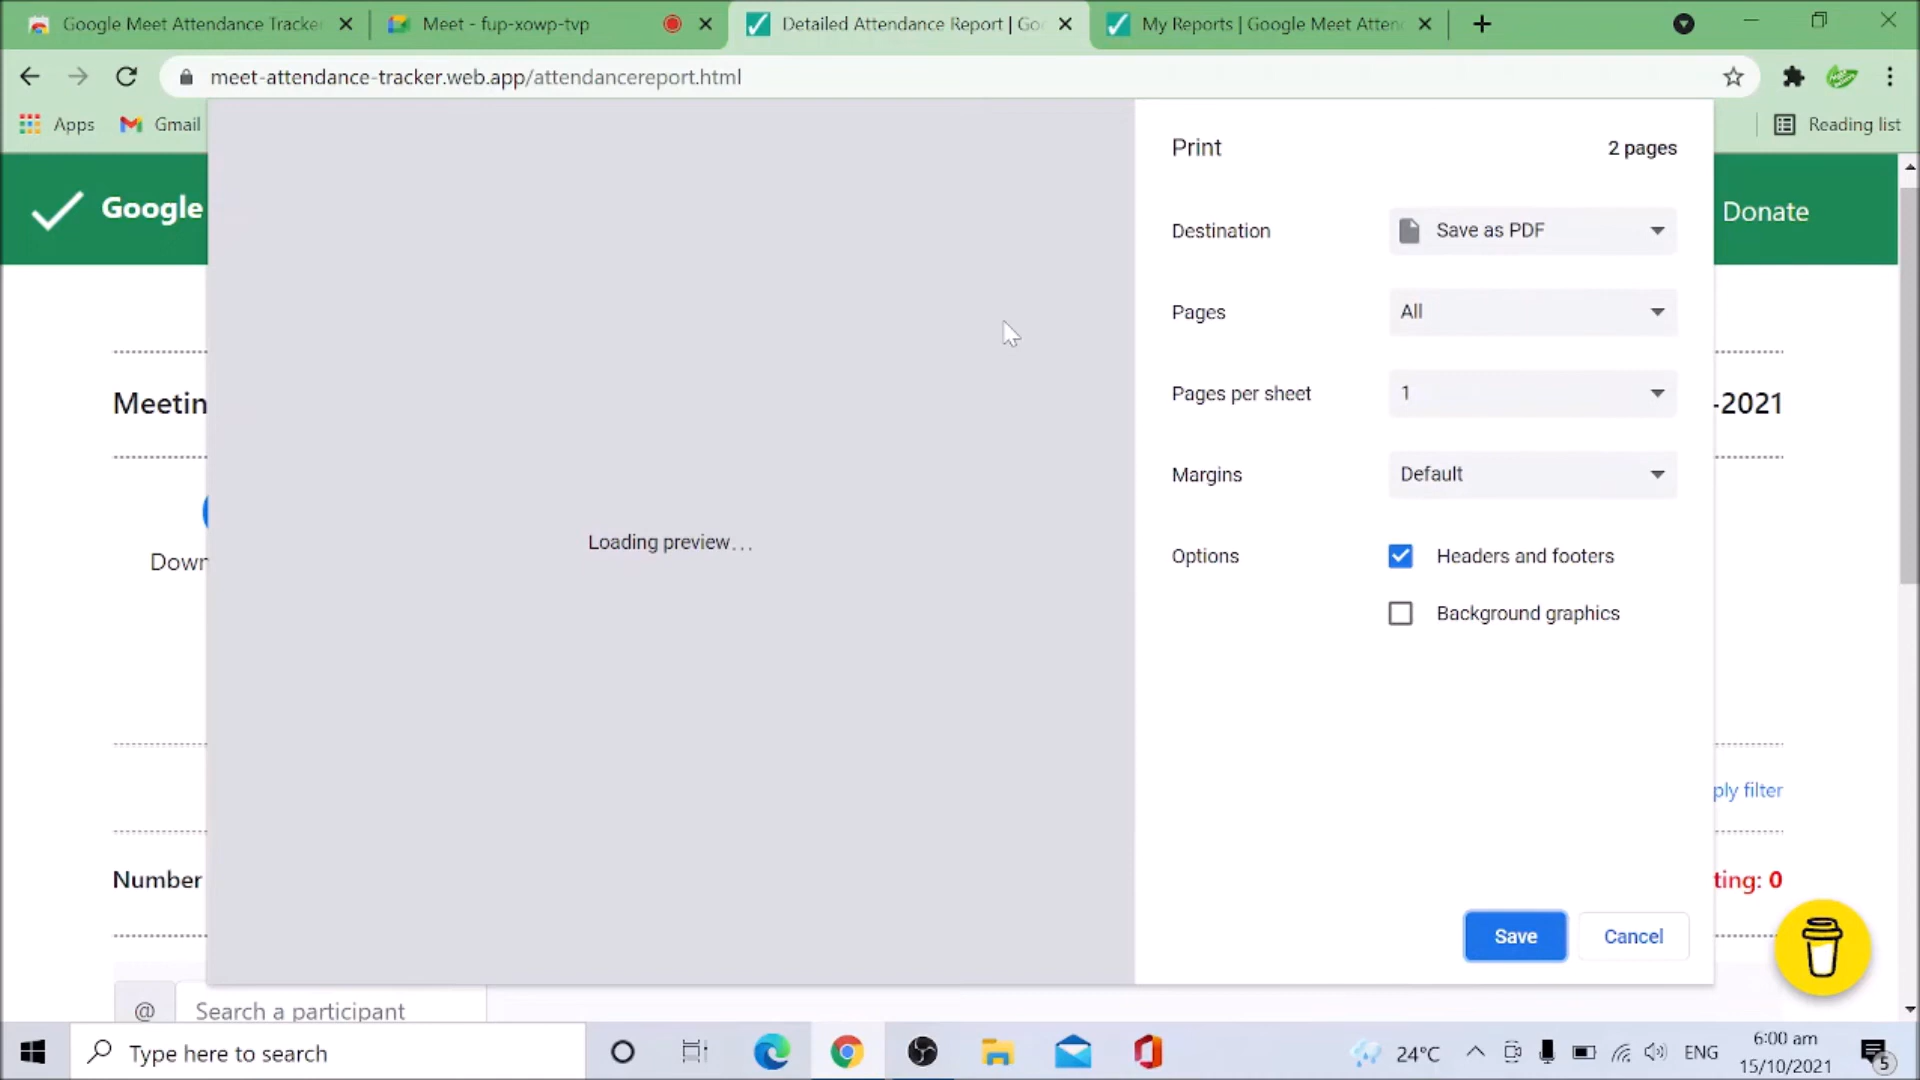 Google Meet Attendance Tracker
Meet - fup-xowp-tvp
Detailed Attendance Report | Go
My Reports | Google Meet Atten
meet-attendance-tracker.web.app/attendancereport.html
Apps
Gmail
Reading list
Google
Donate
Print
2 pages
Destination
Save as PDF
Pages
All
Pages per sheet
1
Margins
Default
Options
Headers and footers
Background graphics
Save
Cancel
Loading preview...
Meetin
-2021
Down
ply filter
Number
ting: 0
@
Search a participant
Type here to search
24°C
ENG
6:00 am
15/10/2021
5